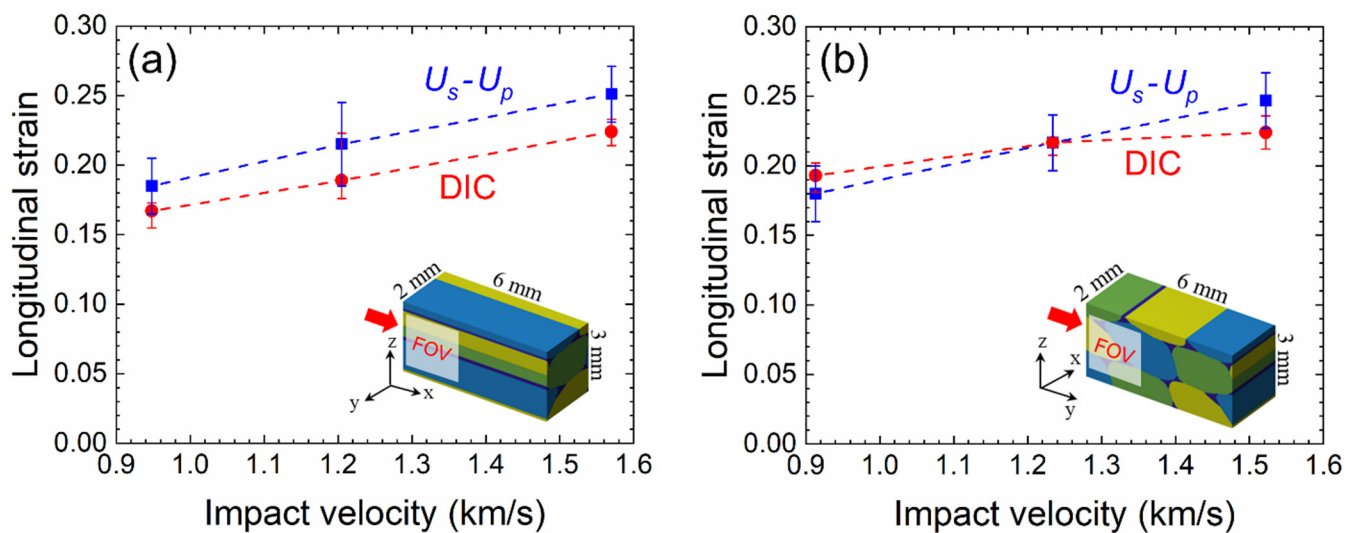 (a)
U_s-U_p
DIC
Longitudinal strain
0.30
0.25
0.20
0.15
0.10
0.05
0.00
0.9 1.0 1.1 1.2 1.3 1.4 1.5 1.6
Impact velocity (km/s)
2 mm
6 mm
3 mm
FOV
z
y
x
(b)
U_s-U_p
DIC
Longitudinal strain
0.30
0.25
0.20
0.15
0.10
0.05
0.00
0.9 1.0 1.1 1.2 1.3 1.4 1.5 1.6
Impact velocity (km/s)
2 mm
6 mm
3 mm
FOV
z
x
y